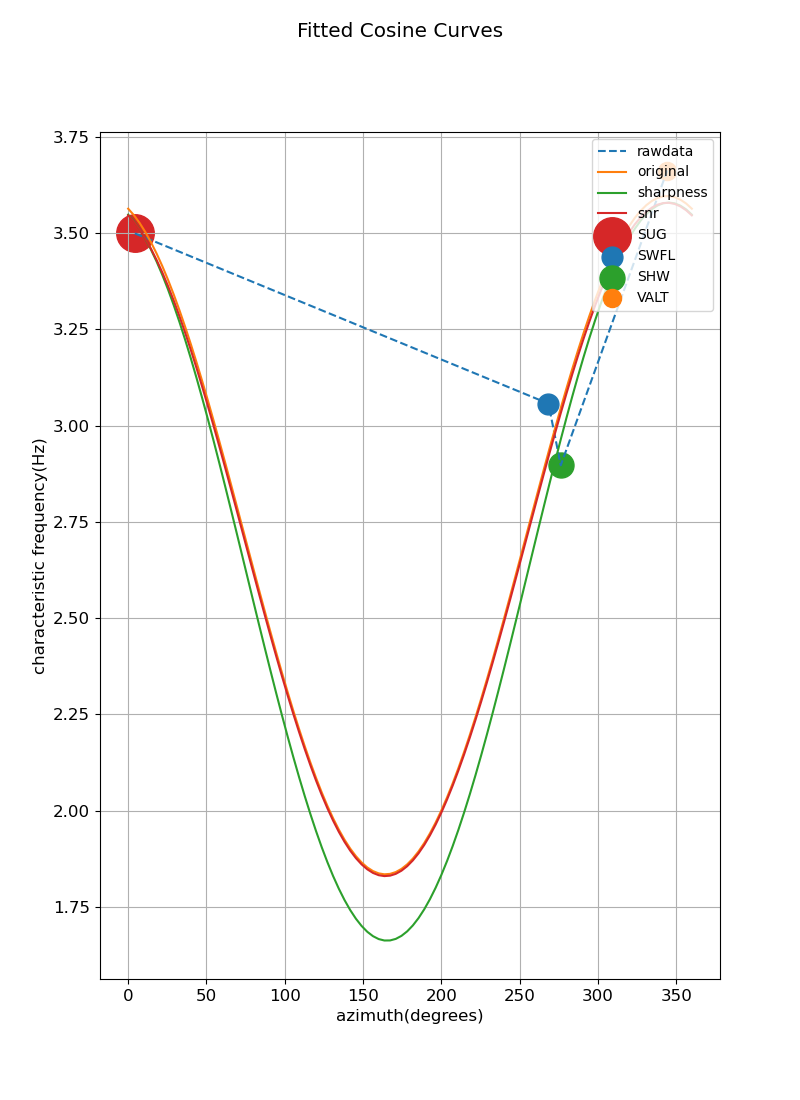 Fitted Cosine Curves
3.75
3.50
3.25
3.00
2.75
2.50
2.25
2.00
1.75
characteristic frequency(Hz)
rawdata
original
sharpness
snr
SUG
SWFL
SHW
VALT
0 50 100 150 200 250 300 350
azimuth(degrees)